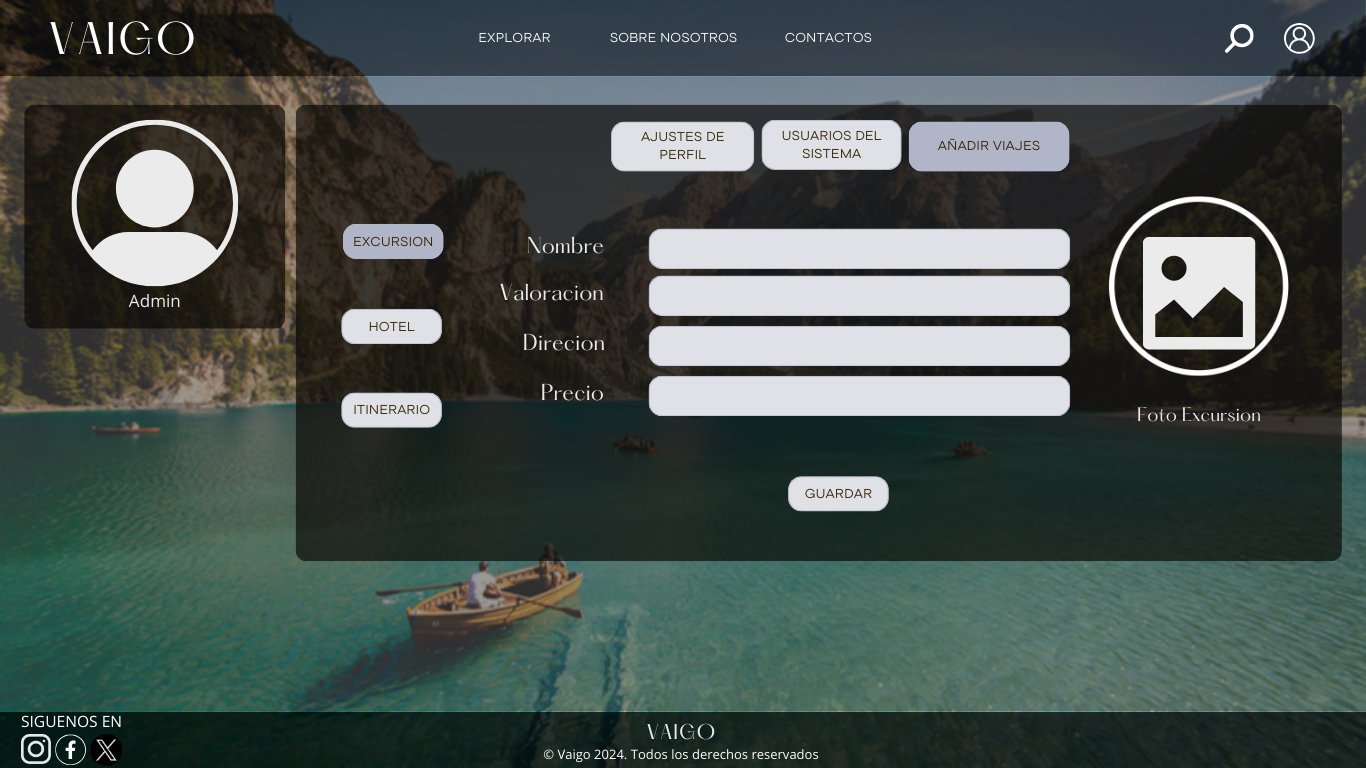 VAIGO
EXPLORAR
SOBRE NOSOTROS
CONTACTOS
Admin
AJUSTES DE
PERFIL
USUARIOS DEL
SISTEMA
AÑADIR VIAJES
EXCURSION
HOTEL
ITINERARIO
Nombre
Valoracion
Direcion
Precio
Foto Excursion
GUARDAR
SIGUENOS EN
VAIGO
© Vaigo 2024. Todos los derechos reservados